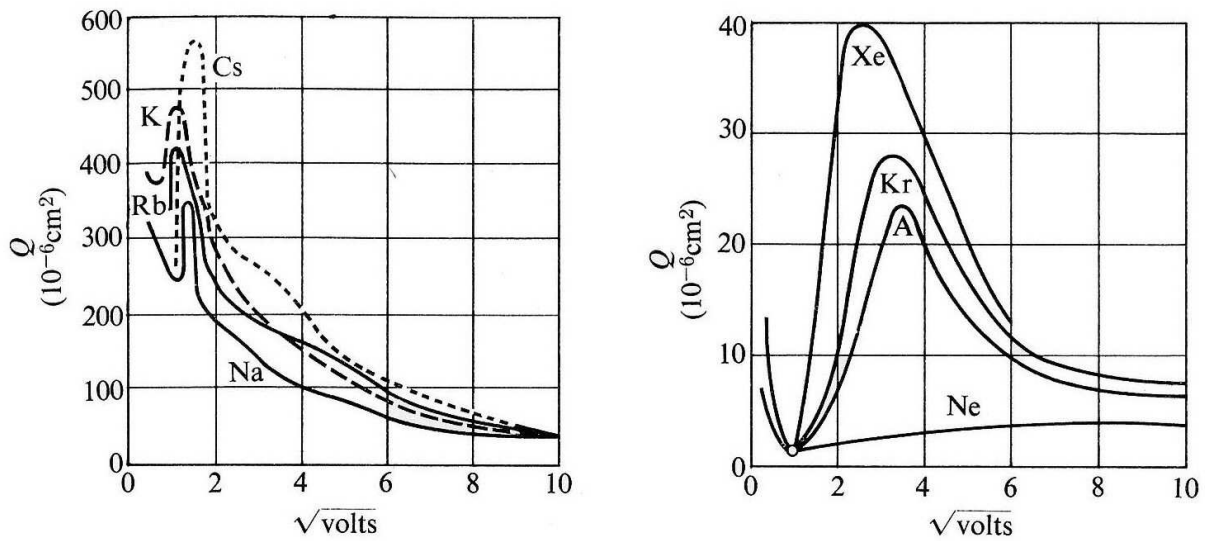 600
500
400
300
200
100
0
Q
(10⁻⁶cm²)
K
Cs
Rb
Na
0 2 4 6 8 10
√volts
40
30
20
10
0
Q
(10⁻⁶cm²)
Xe
Kr
A
Ne
0 2 4 6 8 10
√volts